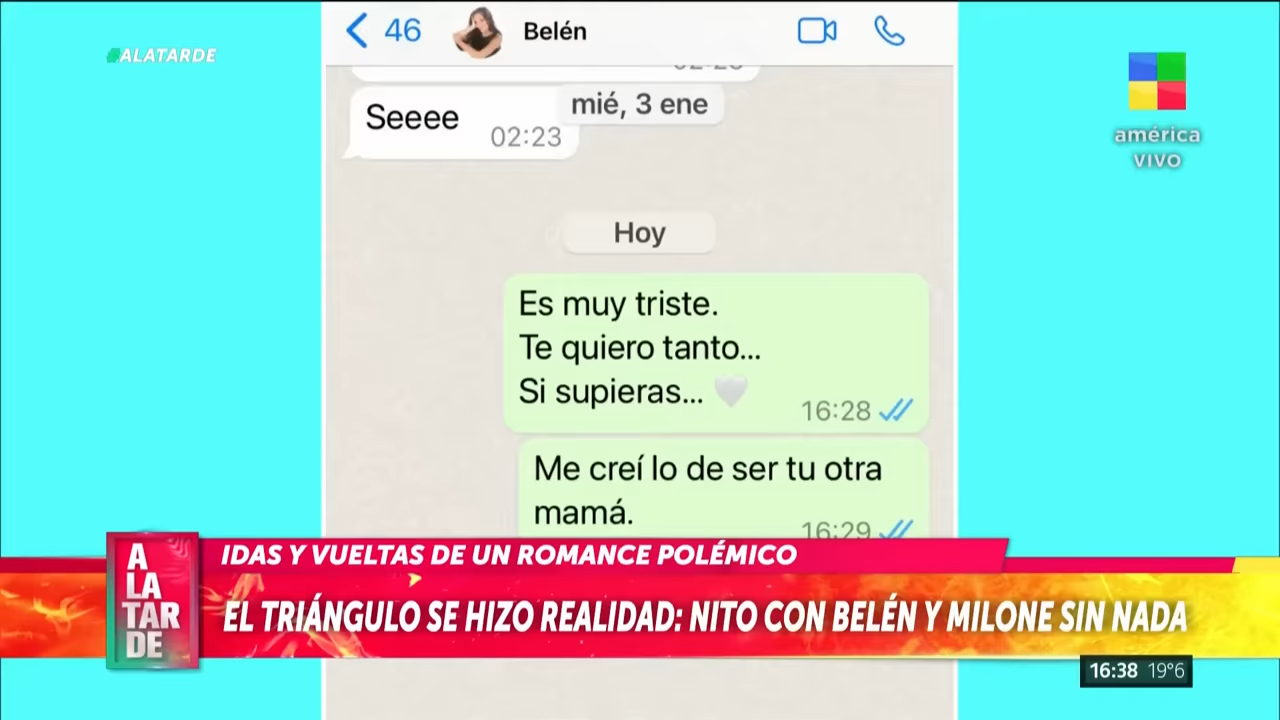 #ALATARDE
46
Belén
américa
VIVO
mié, 3 ene
Seeee
02:23
Hoy
Es muy triste.
Te quiero tanto...
Si supieras... 🤍
16:28
Me creí lo de ser tu otra
mamá.
16:29
A
LA
TAR
DE
IDAS Y VUELTAS DE UN ROMANCE POLÉMICO
EL TRIÁNGULO SE HIZO REALIDAD: NITO CON BELÉN Y MILONE SIN NADA
16:38 19°6